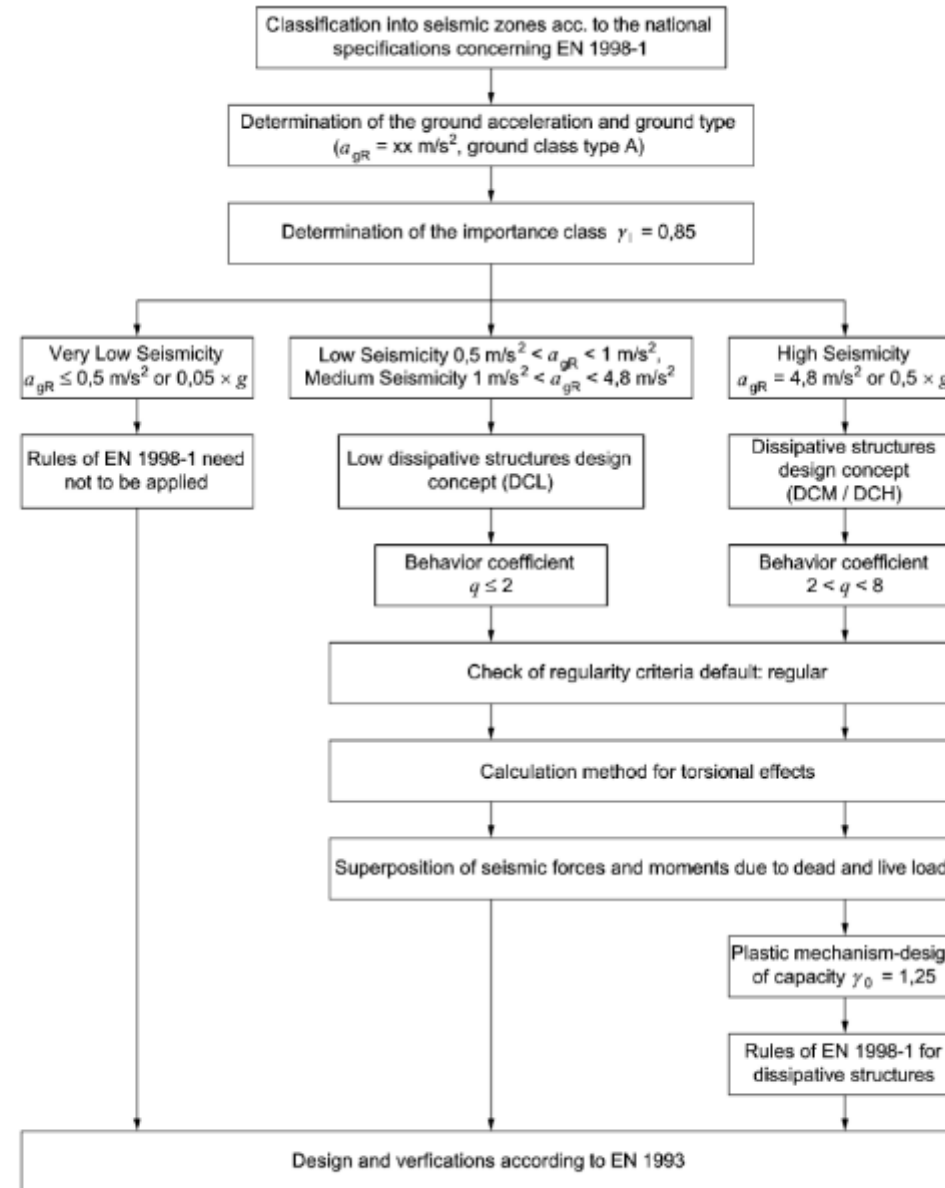 Classification into seismic zones acc. to the national
specifications concerning EN 1998-1
Determination of the ground acceleration and ground type
(a_gR = xx m/s², ground class type A)
Determination of the importance class γ_I = 0,85
Very Low Seismicity
a_gR ≤ 0,5 m/s² or 0,05 × g
Low Seismicity 0,5 m/s² < a_gR < 1 m/s²,
Medium Seismicity 1 m/s² < a_gR < 4,8 m/s²
High Seismicity
a_gR = 4,8 m/s² or 0,5 × g
Rules of EN 1998-1 need
not to be applied
Low dissipative structures design
concept (DCL)
Dissipative structures
design concept
(DCM / DCH)
Behavior coefficient
q ≤ 2
Behavior coefficient
2 < q < 8
Check of regularity criteria default: regular
Calculation method for torsional effects
Superposition of seismic forces and moments due to dead and live load
Plastic mechanism-desig
of capacity γ₀ = 1,25
Rules of EN 1998-1 for
dissipative structures
Design and verfications according to EN 1993